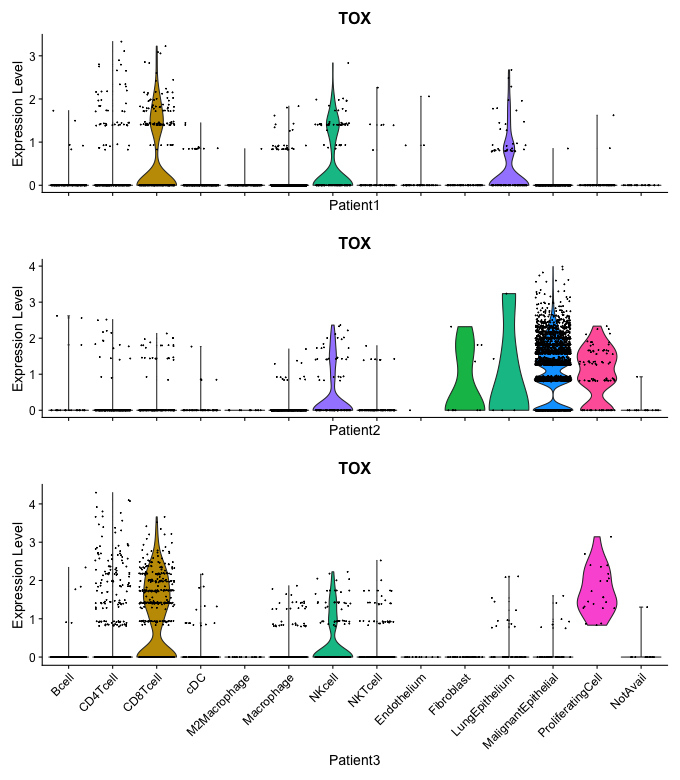 TOX
Expression Level
3
2
1
0
Patient1
TOX
Expression Level
4
3
2
1
0
Patient2
TOX
Expression Level
4
3
2
1
0
Bcell
CD4Tcell
CD8Tcell
cDC
M2Macrophage
Macrophage
NKcell
NKTcell
Endothelium
Fibroblast
LungEpithelium
MalignantEpithelial
ProliferatingCell
NotAvail
Patient3